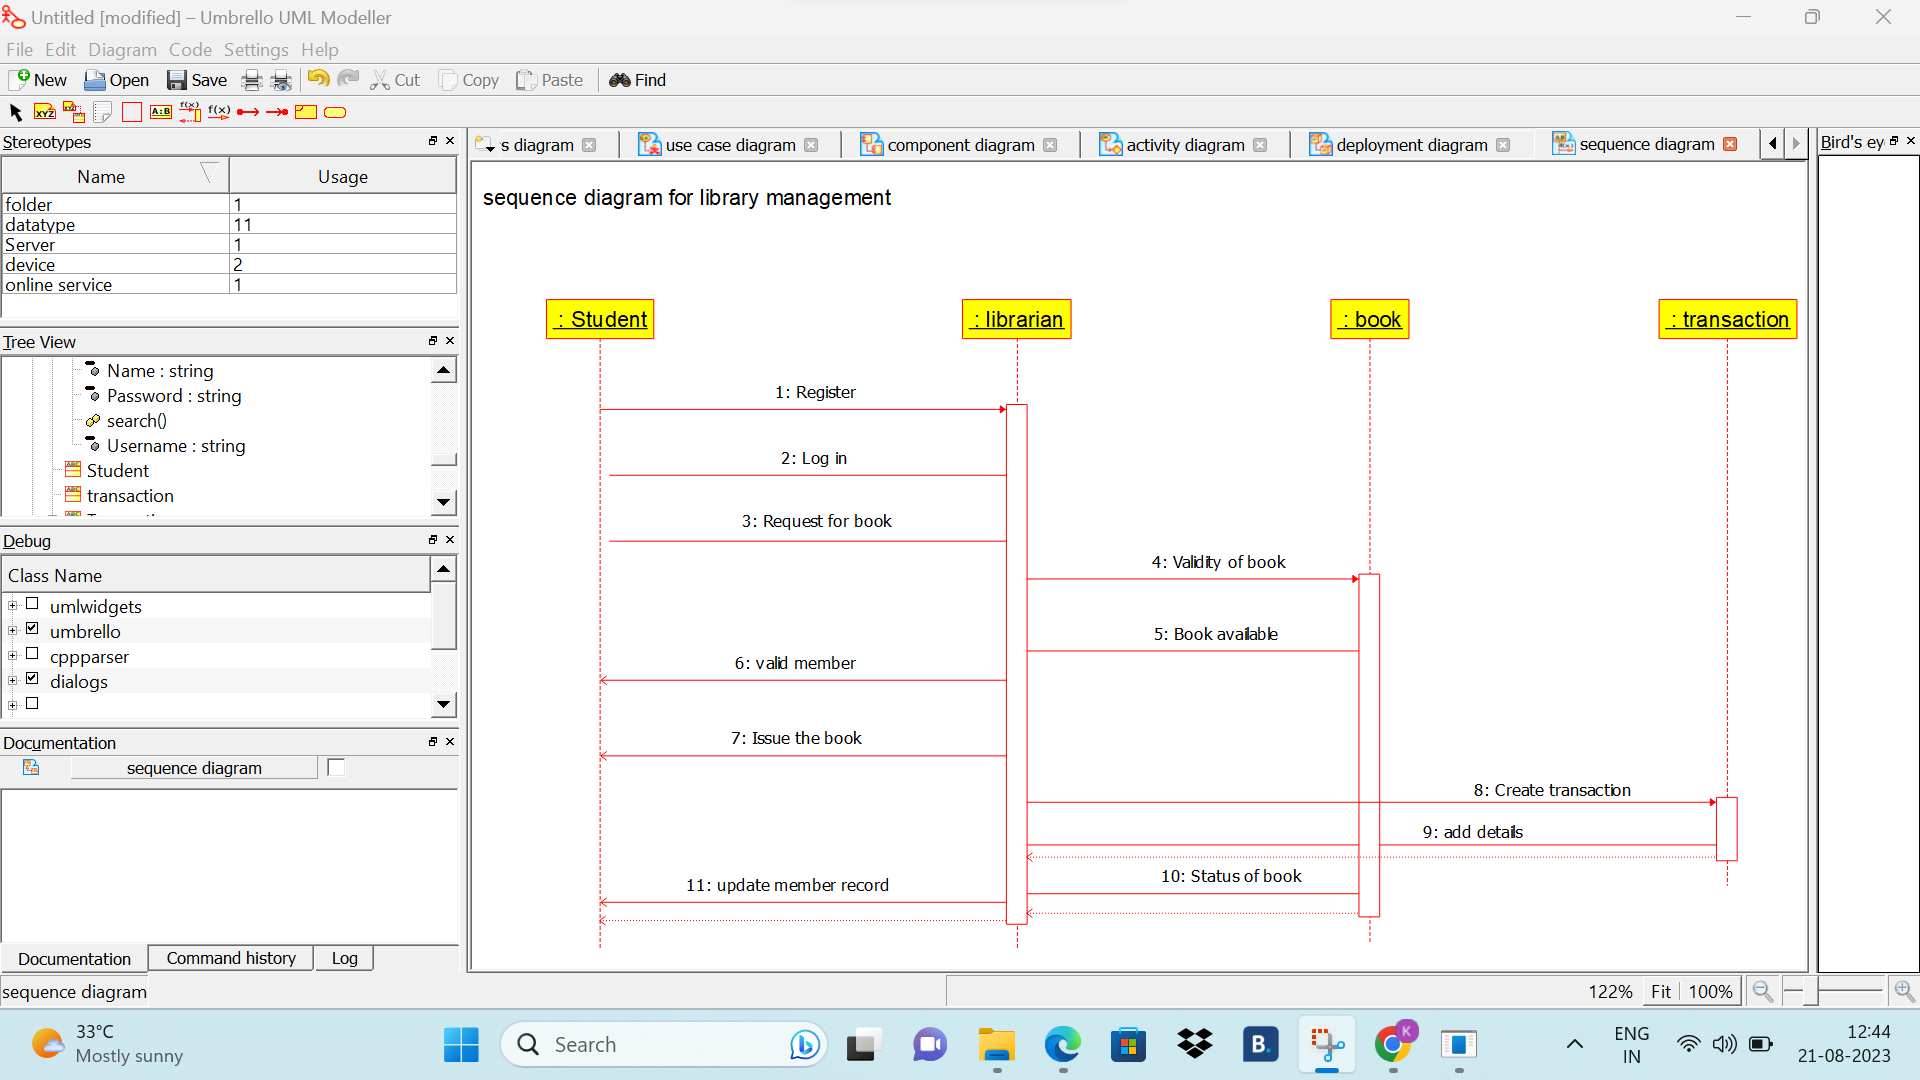 Untitled [modified] – Umbrello UML Modeller
File Edit Diagram Code Settings Help
New Open Save Cut Copy Paste Find
XYZ XYZ A:B f(x) f(x)
Stereotypes
Name Usage
folder 1
datatype 11
Server 1
device 2
online service 1
Tree View
Name : string
Password : string
search()
Username : string
Student
transaction
Debug
Class Name
umlwidgets
umbrello
cppparser
dialogs
Documentation
sequence diagram
Documentation Command history Log
sequence diagram
s diagram use case diagram component diagram activity diagram deployment diagram sequence diagram
Bird's ey
sequence diagram for library management
: Student : librarian : book : transaction
1: Register
2: Log in
3: Request for book
4: Validity of book
5: Book available
6: valid member
7: Issue the book
8: Create transaction
9: add details
10: Status of book
11: update member record
122% Fit 100%
33°C
Mostly sunny
Search
B.
K
ENG
IN
12:44
21-08-2023